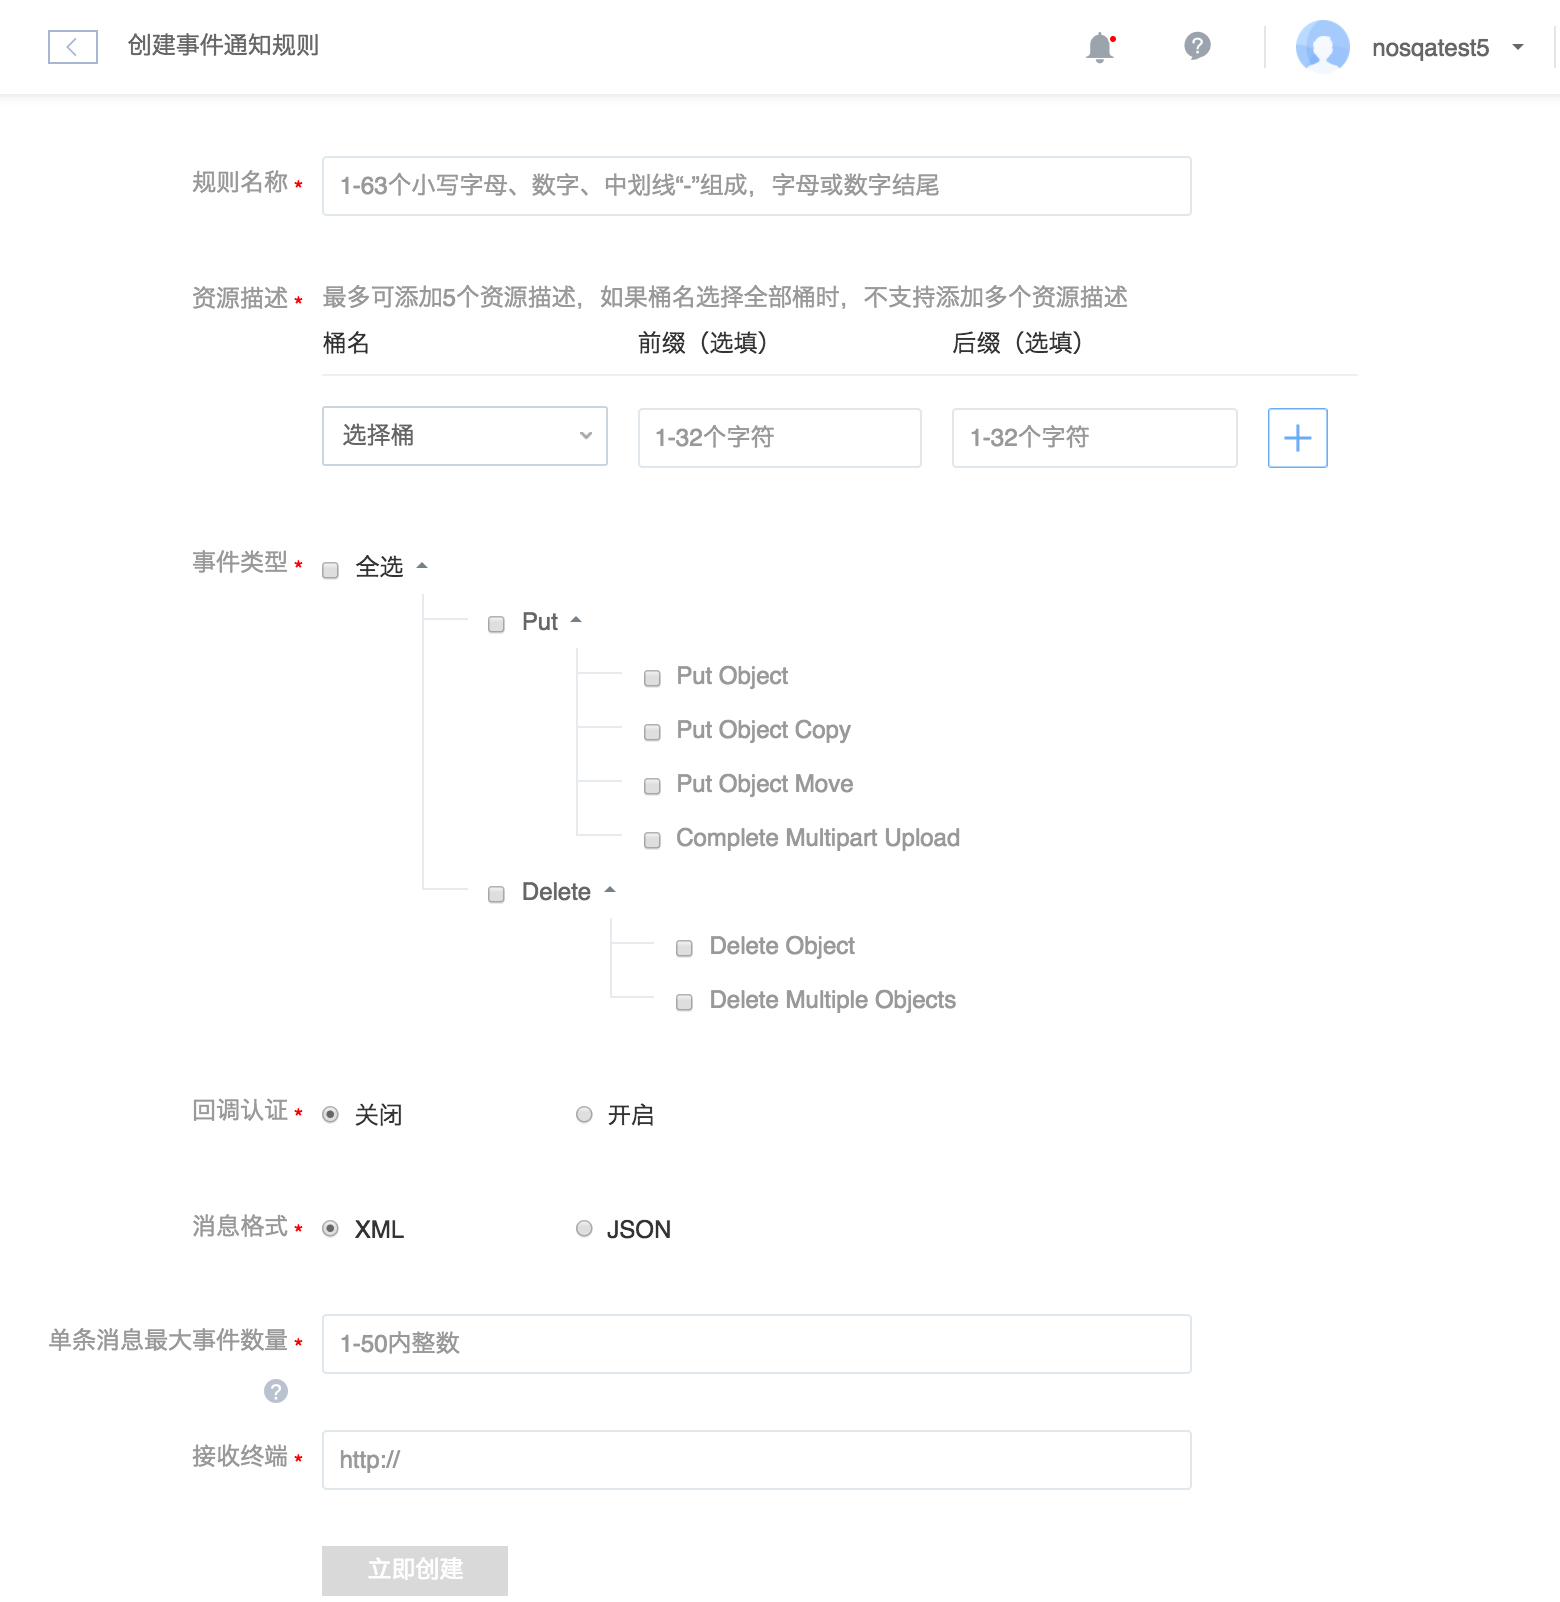 创建事件通知规则
nosqatest5
规则名称*
1-63个小写字母、数字、中划线“-”组成，字母或数字结尾
资源描述*
最多可添加5个资源描述，如果桶名选择全部桶时，不支持添加多个资源描述
桶名 前缀（选填） 后缀（选填）
选择桶 1-32个字符 1-32个字符
事件类型* 全选
Put
Put Object
Put Object Copy
Put Object Move
Complete Multipart Upload
Delete
Delete Object
Delete Multiple Objects
回调认证* 关闭 开启
消息格式* XML JSON
单条消息最大事件数量* 1-50内整数
?
接收终端* http://
立即创建